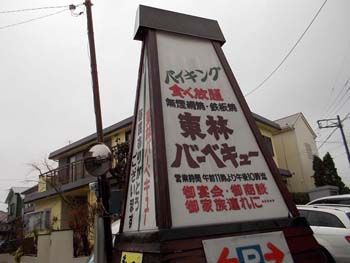 バイキング
食べ放題
無煙網焼・鉄板焼
東林
バーベキュー
営業時間 午前11時より午後10時迄
御宴会・御商談
御家族連れに……
P